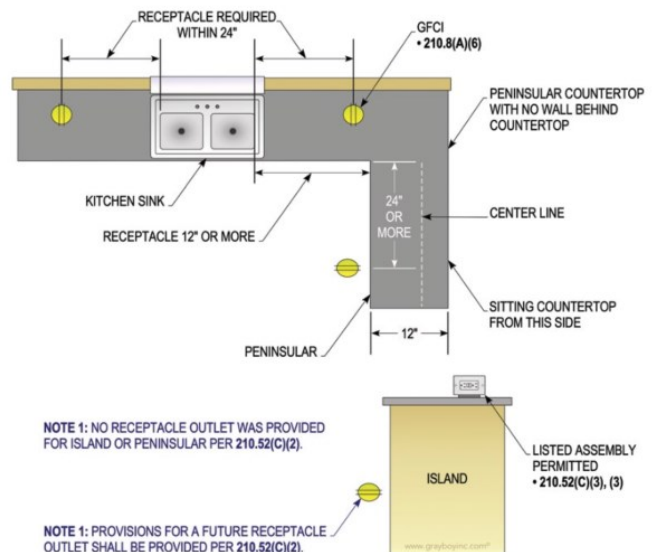 RECEPTACLE REQUIRED
WITHIN 24"
GFCI
• 210.8(A)(6)
PENINSULAR COUNTERTOP
WITH NO WALL BEHIND
COUNTERTOP
KITCHEN SINK
RECEPTACLE 12" OR MORE
24"
OR
MORE
CENTER LINE
SITTING COUNTERTOP
FROM THIS SIDE
12"
PENINSULAR
NOTE 1: NO RECEPTACLE OUTLET WAS PROVIDED
FOR ISLAND OR PENINSULAR PER 210.52(C)(2).
LISTED ASSEMBLY
PERMITTED
• 210.52(C)(3), (3)
ISLAND
NOTE 1: PROVISIONS FOR A FUTURE RECEPTACLE
OUTLET SHALL BE PROVIDED PER 210.52(C)(2).
www.grayboyinc.com®